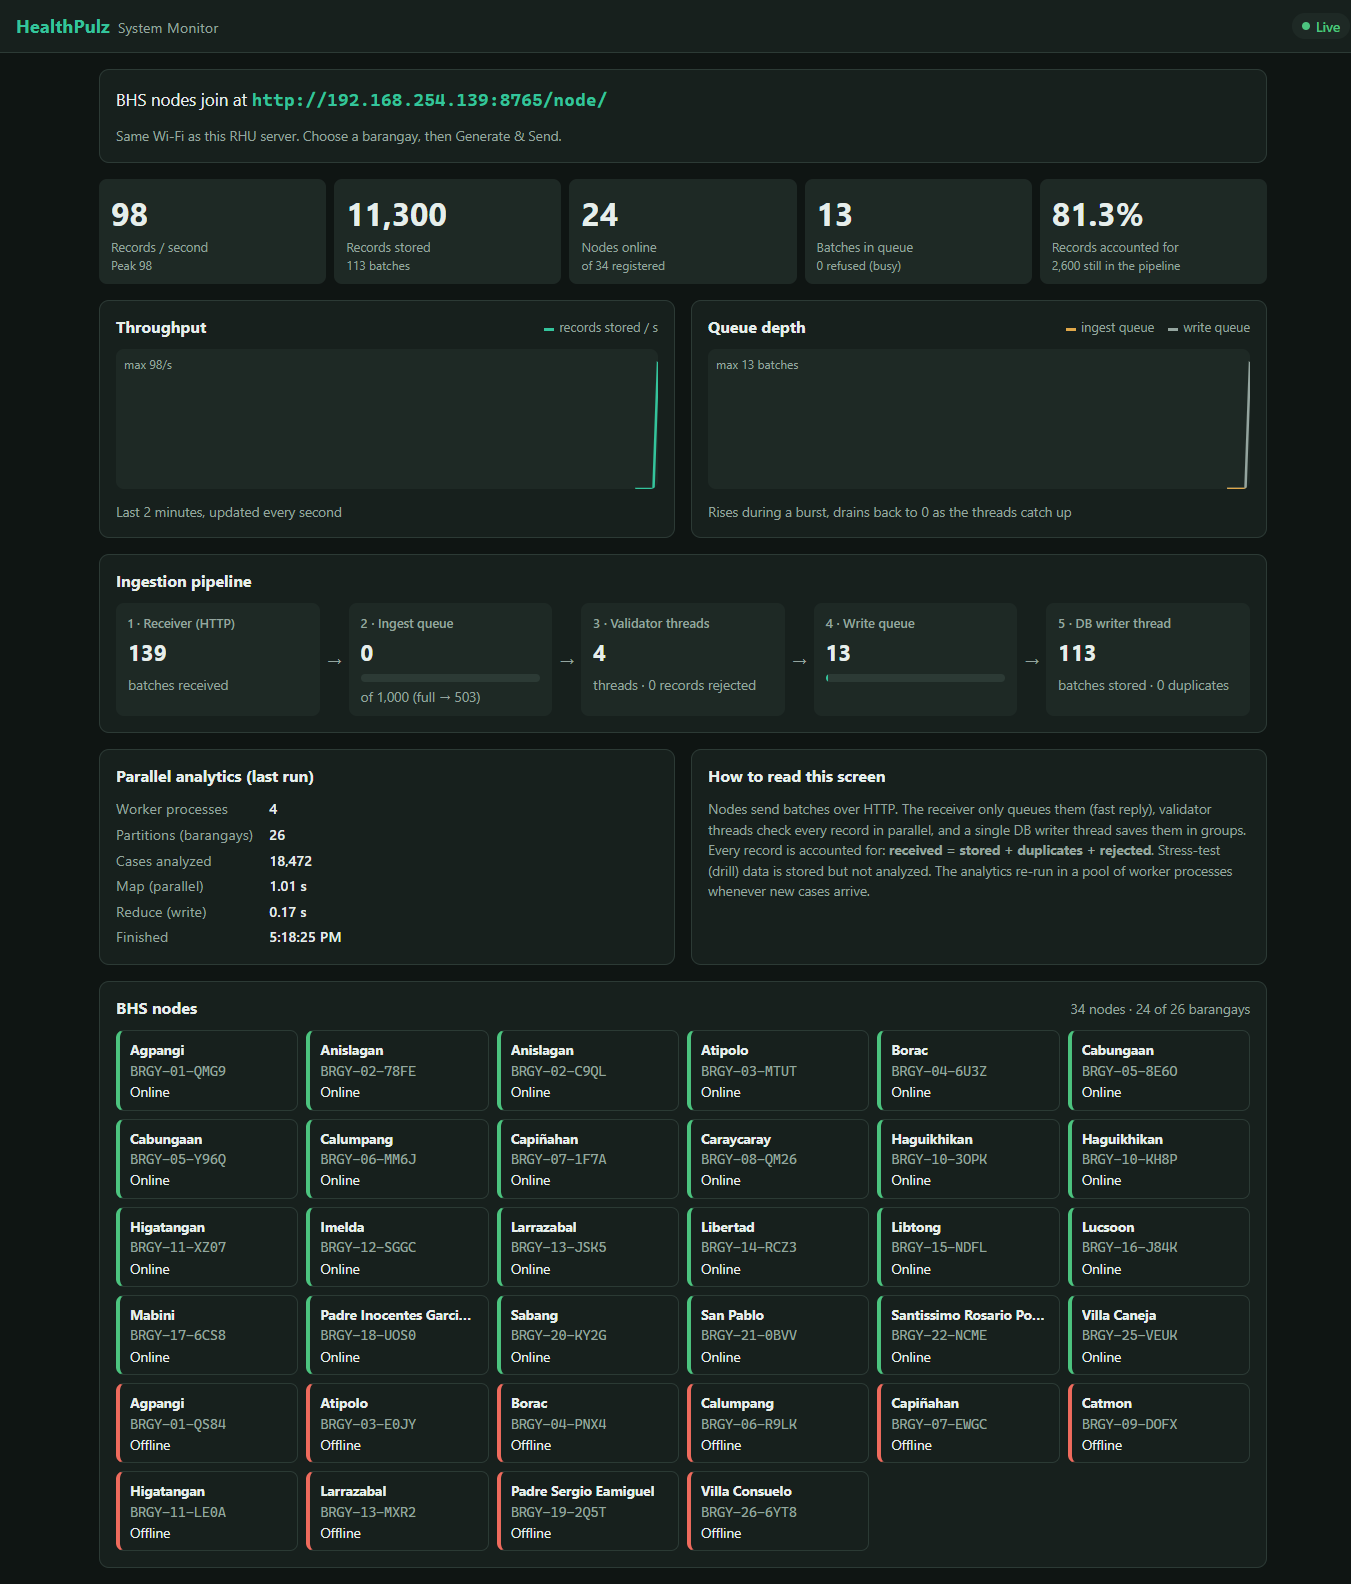 HealthPulz System Monitor
Live
BHS nodes join at http://192.168.254.139:8765/node/
Same Wi-Fi as this RHU server. Choose a barangay, then Generate & Send.
98
Records / second
Peak 98
11,300
Records stored
113 batches
24
Nodes online
of 34 registered
13
Batches in queue
0 refused (busy)
81.3%
Records accounted for
2,600 still in the pipeline
Throughput
records stored / s
max 98/s
Last 2 minutes, updated every second
Queue depth
ingest queue
write queue
max 13 batches
Rises during a burst, drains back to 0 as the threads catch up
Ingestion pipeline
1 · Receiver (HTTP)
139
batches received
→
2 · Ingest queue
0
of 1,000 (full → 503)
→
3 · Validator threads
4
threads · 0 records rejected
→
4 · Write queue
13
→
5 · DB writer thread
113
batches stored · 0 duplicates
Parallel analytics (last run)
Worker processes 4
Partitions (barangays) 26
Cases analyzed 18,472
Map (parallel) 1.01 s
Reduce (write) 0.17 s
Finished 5:18:25 PM
How to read this screen
Nodes send batches over HTTP. The receiver only queues them (fast reply), validator
threads check every record in parallel, and a single DB writer thread saves them in groups.
Every record is accounted for: received = stored + duplicates + rejected. Stress-test
(drill) data is stored but not analyzed. The analytics re-run in a pool of worker processes
whenever new cases arrive.
BHS nodes
34 nodes · 24 of 26 barangays
Agpangi
BRGY-01-QMG9
Online
Anislagan
BRGY-02-78FE
Online
Anislagan
BRGY-02-C9QL
Online
Atipolo
BRGY-03-MTUT
Online
Borac
BRGY-04-6U3Z
Online
Cabungaan
BRGY-05-8E6O
Online
Cabungaan
BRGY-05-Y96Q
Online
Calumpang
BRGY-06-MM6J
Online
Capiñahan
BRGY-07-1F7A
Online
Caraycaray
BRGY-08-QM26
Online
Haguikhikan
BRGY-10-3OPK
Online
Haguikhikan
BRGY-10-KH8P
Online
Higatangan
BRGY-11-XZ07
Online
Imelda
BRGY-12-SGGC
Online
Larrazabal
BRGY-13-JSK5
Online
Libertad
BRGY-14-RCZ3
Online
Libtong
BRGY-15-NDFL
Online
Lucsoon
BRGY-16-J84K
Online
Mabini
BRGY-17-6CS8
Online
Padre Inocentes Garci...
BRGY-18-UOS0
Online
Sabang
BRGY-20-KY2G
Online
San Pablo
BRGY-21-0BVV
Online
Santissimo Rosario Po...
BRGY-22-NCME
Online
Villa Caneja
BRGY-25-VEUK
Online
Agpangi
BRGY-01-QS84
Offline
Atipolo
BRGY-03-E0JY
Offline
Borac
BRGY-04-PNX4
Offline
Calumpang
BRGY-06-R9LK
Offline
Capiñahan
BRGY-07-EWGC
Offline
Catmon
BRGY-09-DOFX
Offline
Higatangan
BRGY-11-LE0A
Offline
Larrazabal
BRGY-13-MXR2
Offline
Padre Sergio Eamiguel
BRGY-19-2Q5T
Offline
Villa Consuelo
BRGY-26-6YT8
Offline